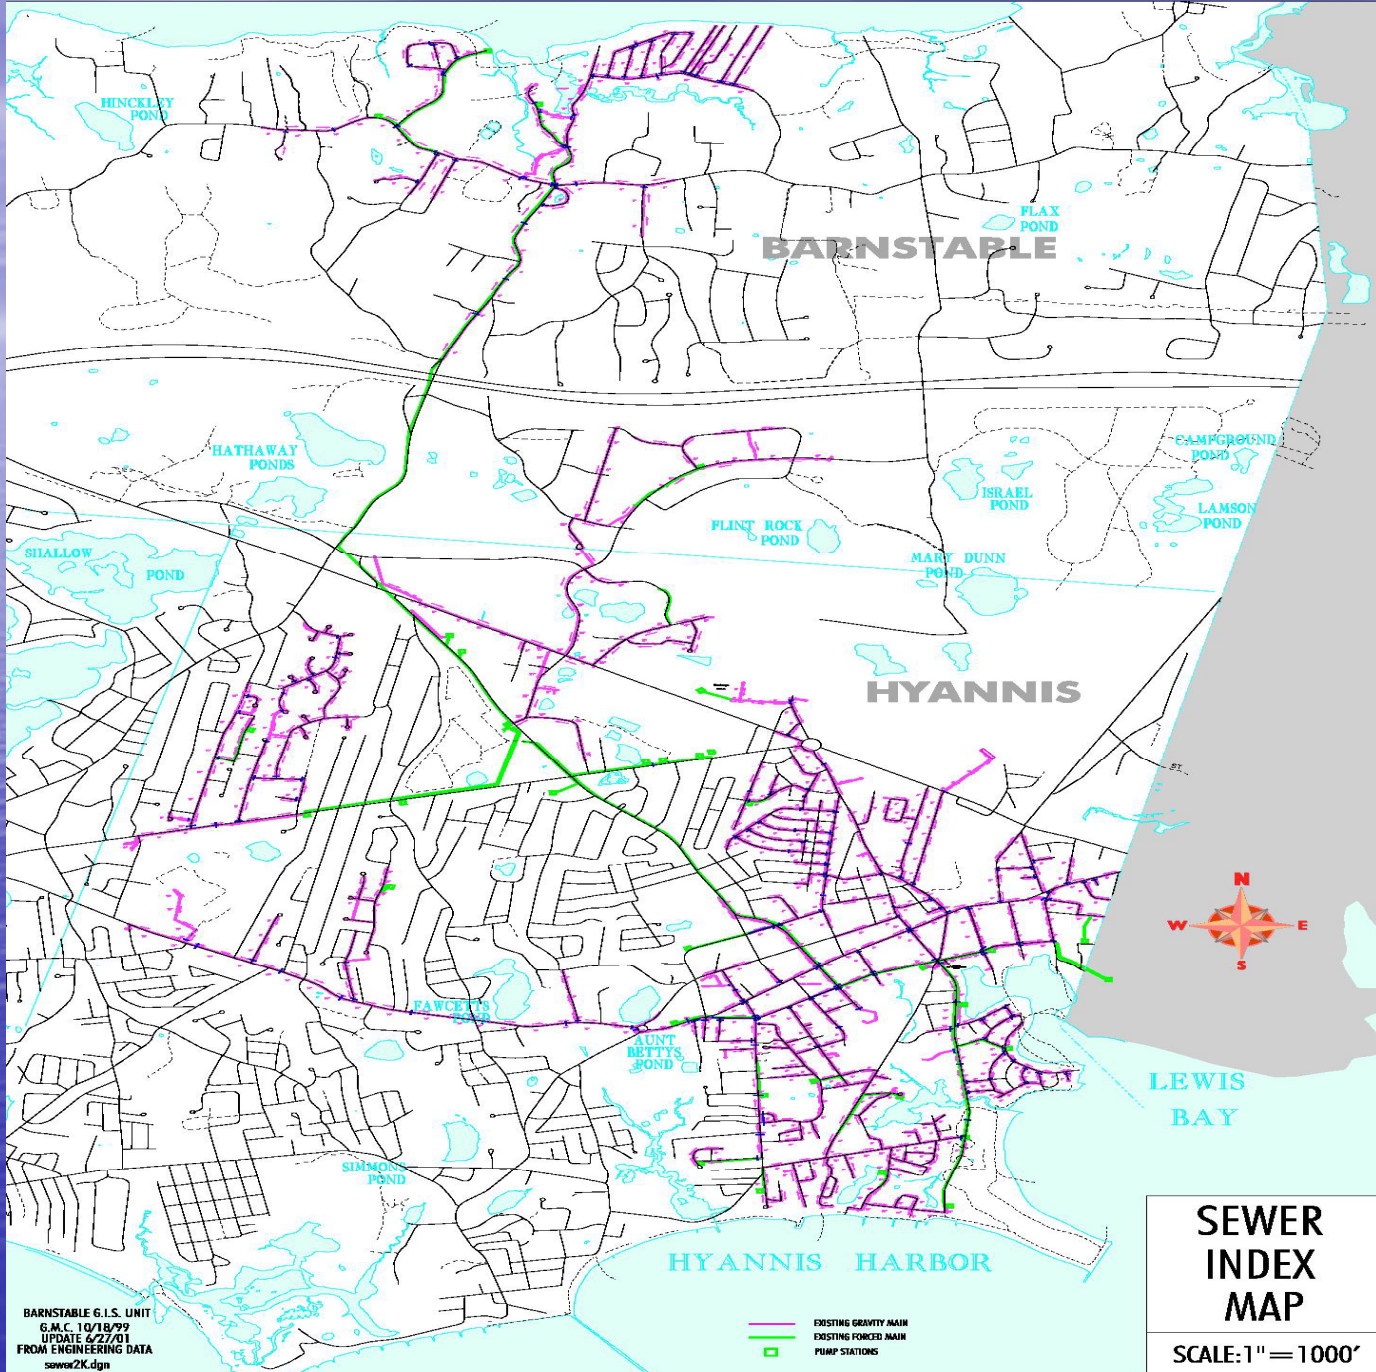 HINCKLEY
POND
FLAX
POND
BARNSTABLE
HATHAWAY
PONDS
CAMPGROUND
POND
ISRAEL
POND
LAMSON
POND
FLINT ROCK
POND
SHALLOW
POND
MARY DUNN
POND
HYANNIS
ST
N
W
E
S
FAWCETTS
POND
AUNT
BETTYS
POND
LEWIS
BAY
SIMMONS
POND
HYANNIS HARBOR
SEWER
INDEX
MAP
SCALE:1"=1000'
BARNSTABLE G.I.S. UNIT
G.M.C. 10/18/99
UPDATE 6/27/01
FROM ENGINEERING DATA
sewer2K.dgn
EXISTING GRAVITY MAIN
EXISTING FORCED MAIN
PUMP STATIONS